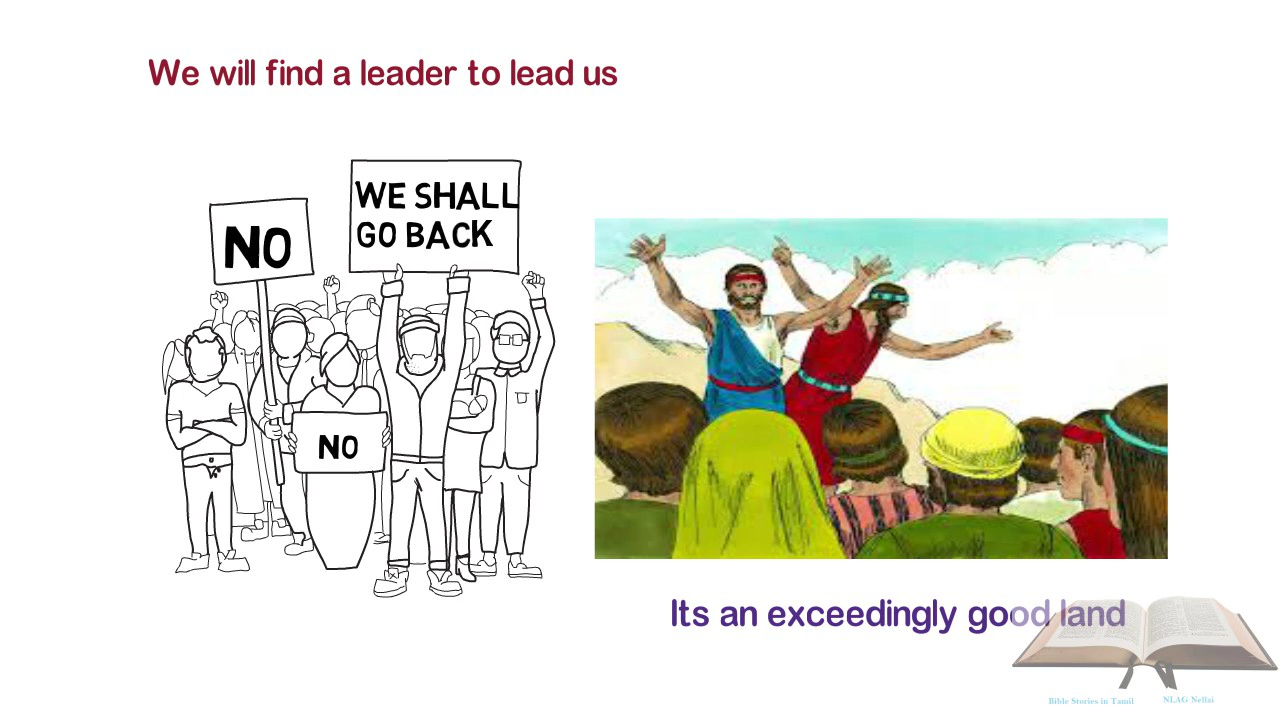 We will find a leader to lead us
WE SHALL
GO BACK
NO
NO
Its an exceedingly good land
Bible Stories in Tamil
NLAG Nellai